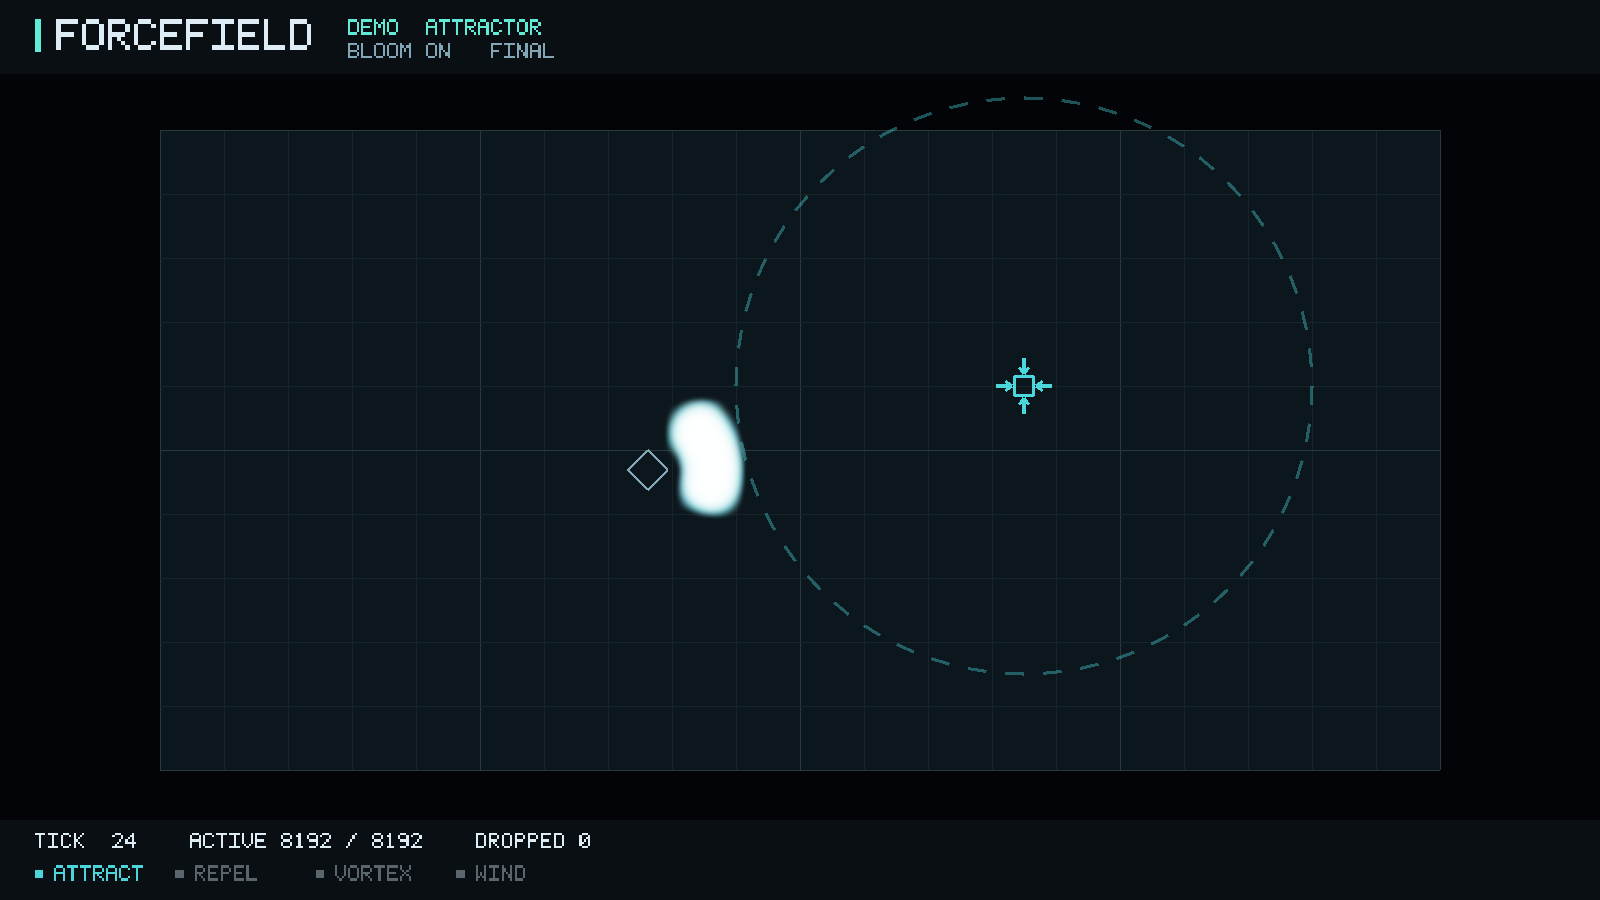 FORCEFIELD
DEMO ATTRACTOR
BLOOM ON FINAL
TICK 24 ACTIVE 8192 / 8192 DROPPED 0
ATTRACT REPEL VORTEX WIND